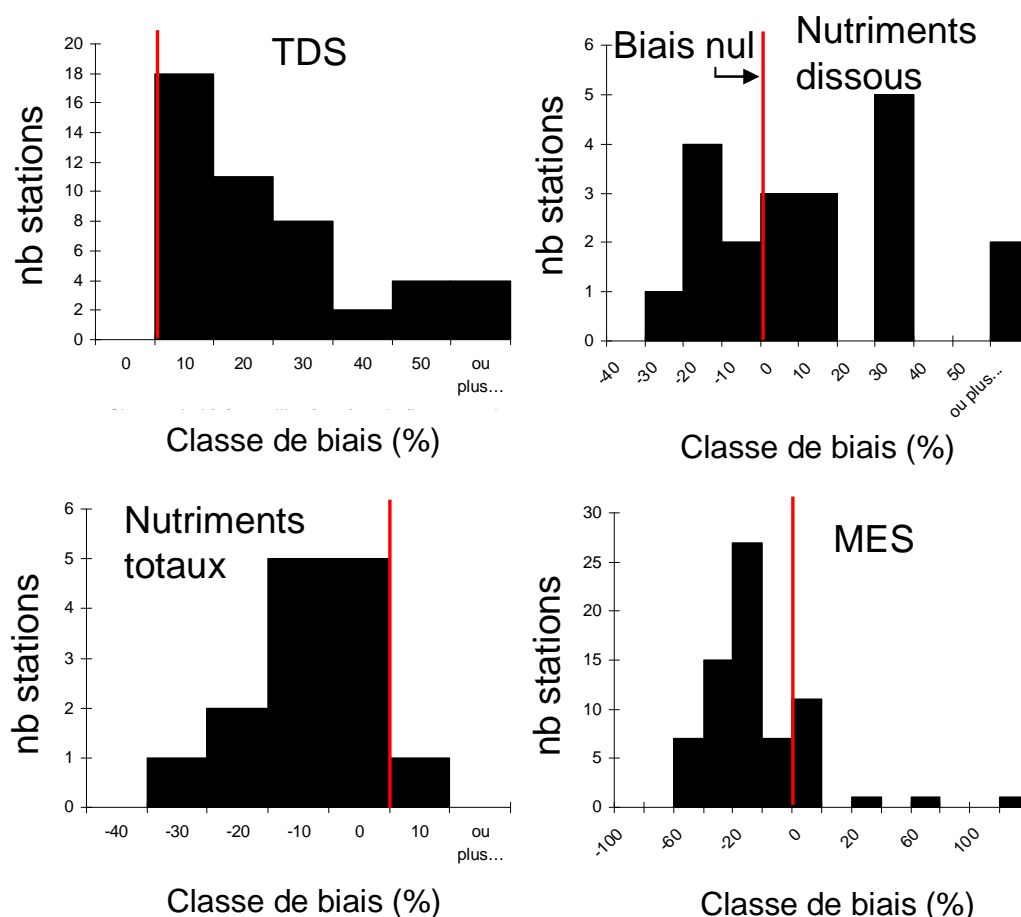 TDS
nb stations
20
18
16
14
12
10
8
6
4
2
0
0 10 20 30 40 50 ou
plus…
Classe de biais (%)
Biais nul
Nutriments
dissous
nb stations
6
5
4
3
2
1
0
-40 -30 -20 -10 0 10 20 30 40 50 ou plus...
Classe de biais (%)
Nutriments
totaux
nb stations
6
5
4
3
2
1
0
-40 -30 -20 -10 0 10 ou
plus…
Classe de biais (%)
MES
nb stations
30
25
20
15
10
5
0
-100 -60 -20 0 20 60 100
Classe de biais (%)